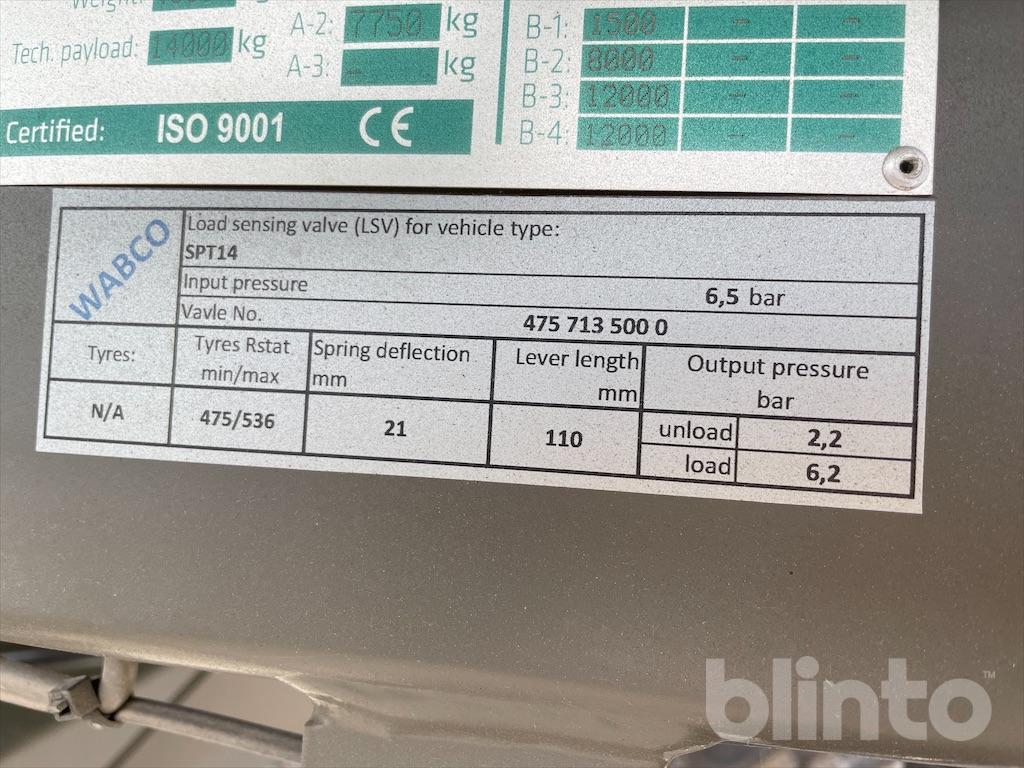 Tech. payload: 14000 kg
A-2: 7750 kg
A-3: - kg
B-1: 1500 - -
B-2: 8000 - -
B-3: 12000 - -
B-4: 12000 - -
Certified: ISO 9001 CE
WABCO
Load sensing valve (LSV) for vehicle type:
SPT14
Input pressure 6,5 bar
Vavle No. 475 713 500 0
Tyres: Tyres Rstat min/max Spring deflection mm Lever length mm Output pressure bar
N/A 475/536 21 110 unload 2,2
load 6,2
blinto™